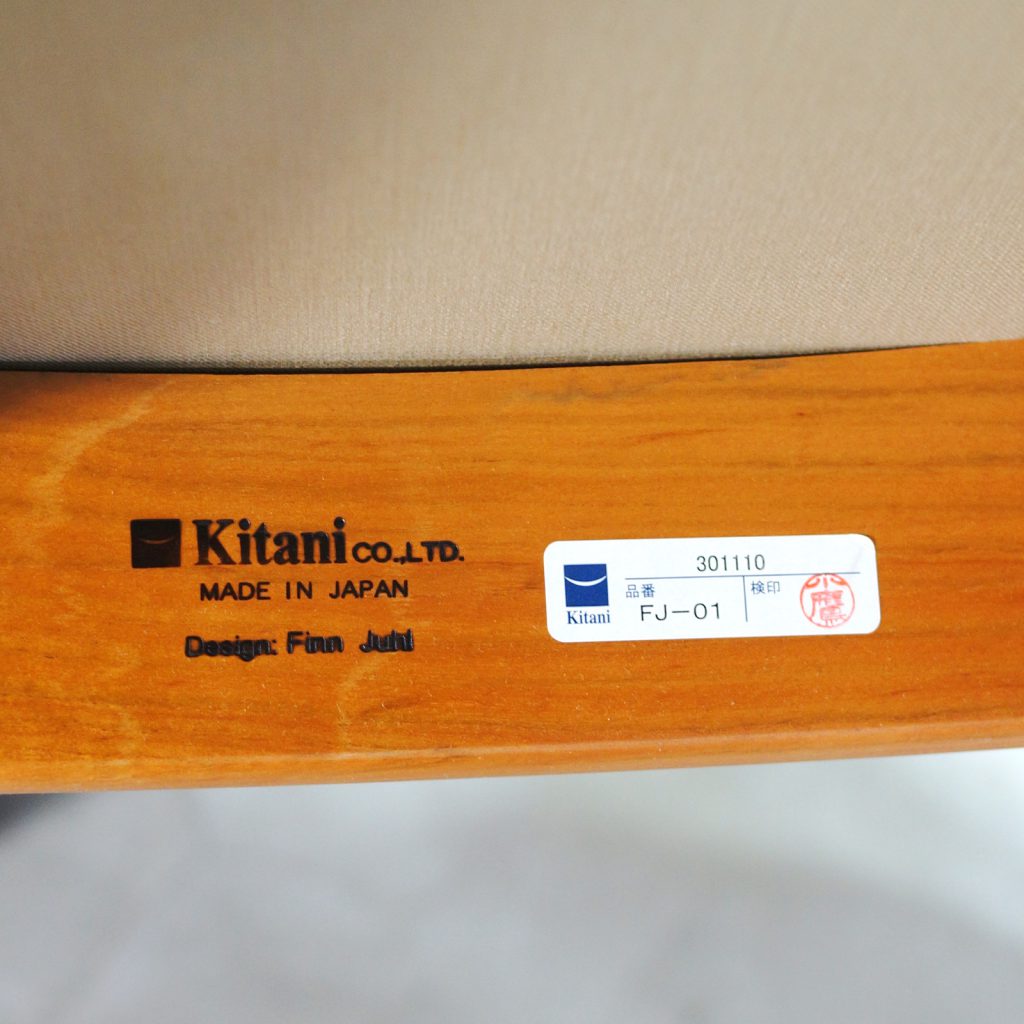 Kitani CO.,LTD.
MADE IN JAPAN
Design: Finn Juhl
301110
Kitani
品番
FJ-01
検印